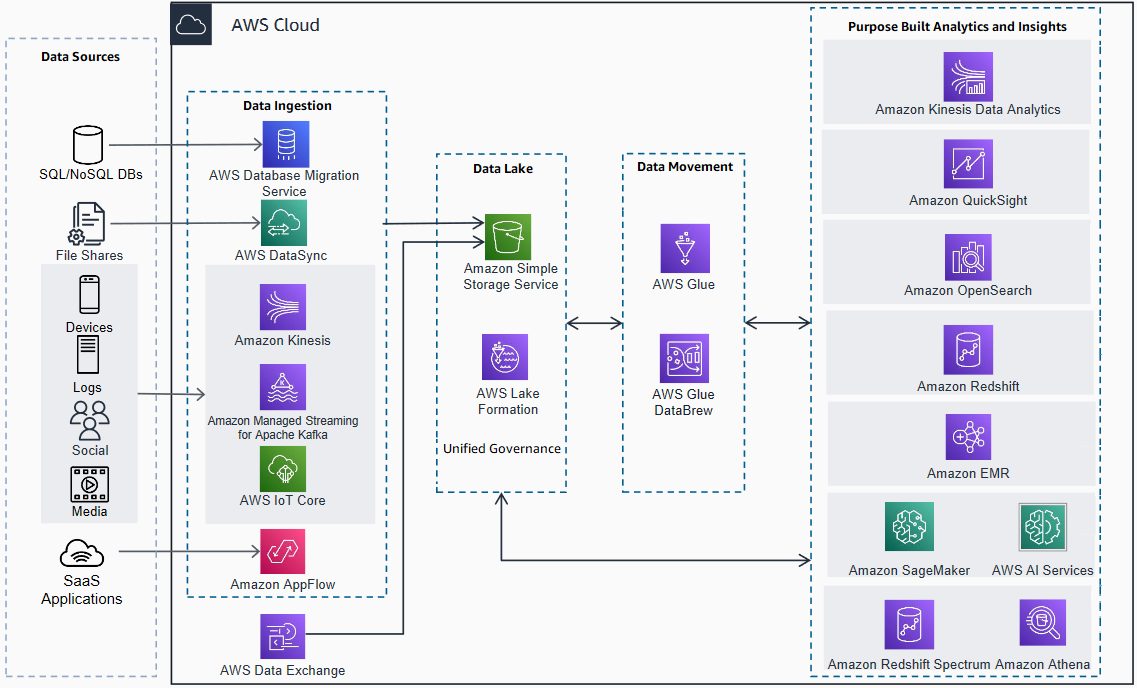 AWS Cloud
Data Sources
SQL/NoSQL DBs
File Shares
Devices
Logs
Social
Media
SaaS
Applications
Data Ingestion
AWS Database Migration
Service
AWS DataSync
Amazon Kinesis
Amazon Managed Streaming
for Apache Kafka
AWS IoT Core
Amazon AppFlow
AWS Data Exchange
Data Lake
Amazon Simple
Storage Service
AWS Lake
Formation
Unified Governance
Data Movement
AWS Glue
AWS Glue
DataBrew
Purpose Built Analytics and Insights
Amazon Kinesis Data Analytics
Amazon QuickSight
Amazon OpenSearch
Amazon Redshift
Amazon EMR
Amazon SageMaker
AWS AI Services
Amazon Redshift Spectrum
Amazon Athena